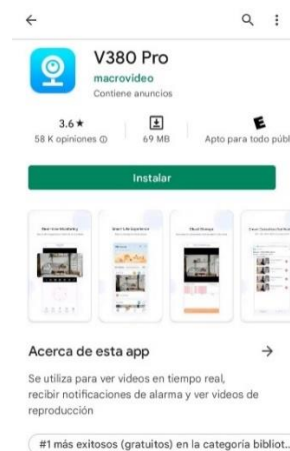 V380 Pro
macrovideo
Contiene anuncios
3.6★
58 K opiniones
69 MB
E
Apto para todo públ
Instalar
Acerca de esta app
Se utiliza para ver videos en tiempo real,
recibir notificaciones de alarma y ver videos de
reproducción
#1 más exitosos (gratuitos) en la categoría bibliot...